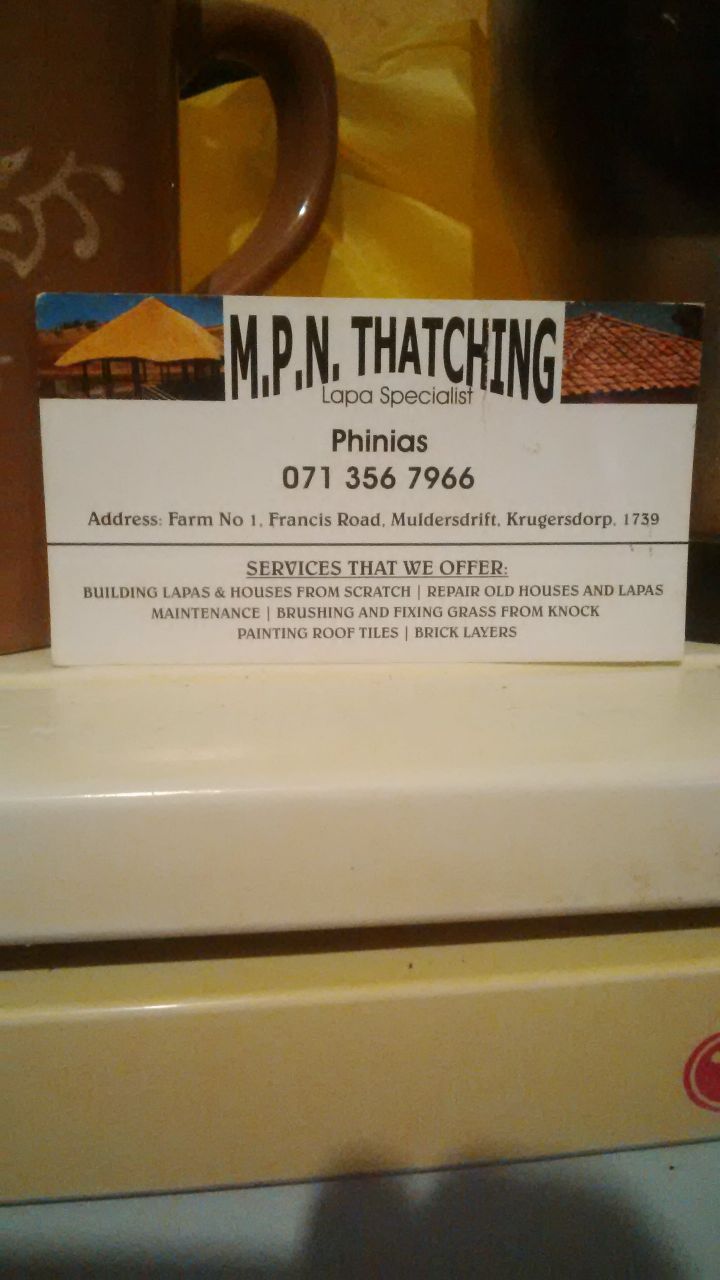 M.P.N. THATCHING
Lapa Specialist
Phinias
071 356 7966
Address: Farm No 1, Francis Road, Muldersdrift, Krugersdorp, 1739
SERVICES THAT WE OFFER:
BUILDING LAPAS & HOUSES FROM SCRATCH | REPAIR OLD HOUSES AND LAPAS
MAINTENANCE | BRUSHING AND FIXING GRASS FROM KNOCK
PAINTING ROOF TILES | BRICK LAYERS